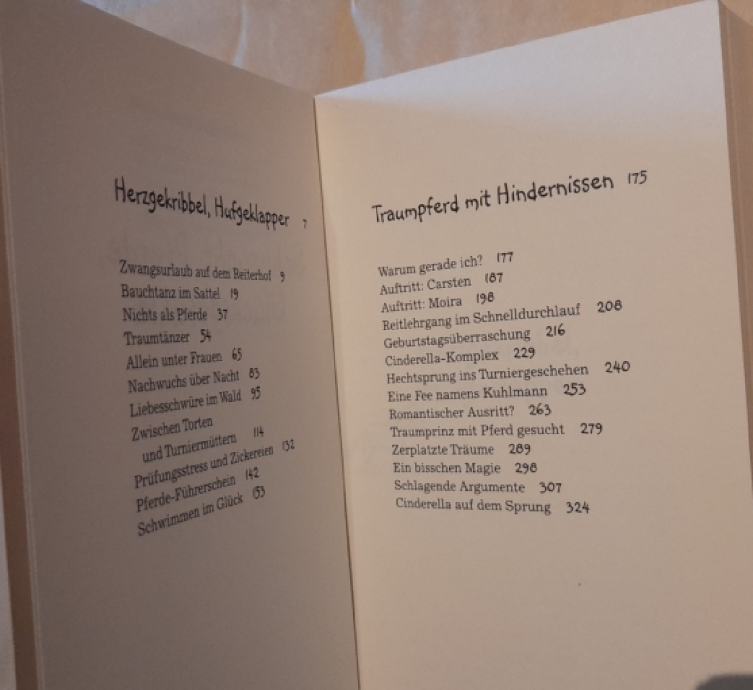 Herzgekribbel, Hufgeklapper 7
Zwangsurlaub auf dem Reiterhof 9
Bauchtanz im Sattel 19
Nichts als Pferde 37
Traumtänzer 54
Allein unter Frauen 65
Nachwuchs über Nacht 83
Liebesschwüre im Wald 95
Zwischen Torten
und Turniermüttern 114
Prüfungsstress und Zickereien 132
Pferde-Führerschein 142
Schwimmen im Glück 153
Traumpferd mit Hindernissen 175
Warum gerade ich? 177
Auftritt: Carsten 187
Auftritt: Moira 198
Reitlehrgang im Schnelldurchlauf 208
Geburtstagsüberraschung 216
Cinderella-Komplex 229
Hechtsprung ins Turniergeschehen 240
Eine Fee namens Kuhlmann 253
Romantischer Ausritt? 263
Traumprinz mit Pferd gesucht 279
Zerplatzte Träume 289
Ein bisschen Magie 298
Schlagende Argumente 307
Cinderella auf dem Sprung 324